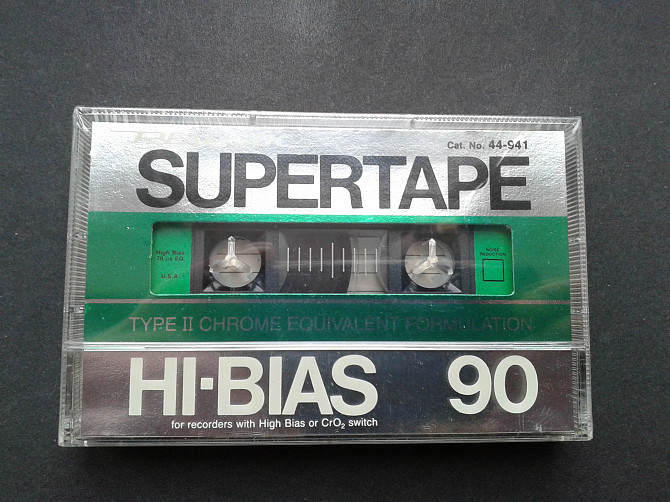 Cat. No. 44-941
SUPERTAPE
High Bias
70 μs EQ.
U.S.A.
NOISE
REDUCTION
TYPE II CHROME EQUIVALENT FORMULATION
HI-BIAS 90
for recorders with High Bias or CrO₂ switch